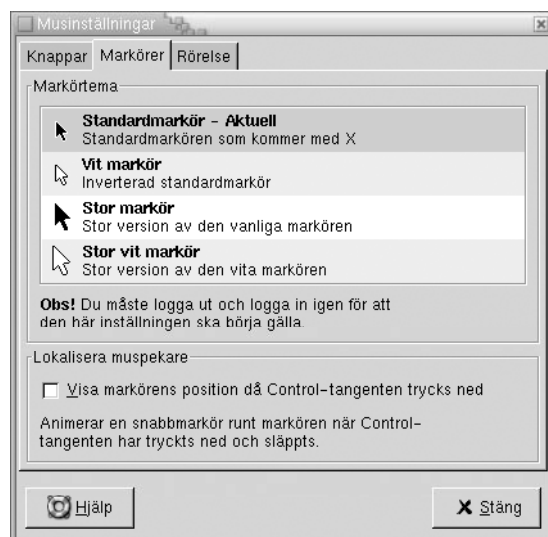 Musinställningar
Knappar Markörer Rörelse
Markörtema
Standardmarkör - Aktuell
Standardmarkören som kommer med X
Vit markör
Inverterad standardmarkör
Stor markör
Stor version av den vanliga markören
Stor vit markör
Stor version av den vita markören
Obs! Du måste logga ut och logga in igen för att
den här inställningen ska börja gälla.
Lokalisera muspekare
Visa markörens position då Control-tangenten trycks ned
Animerar en snabbmarkör runt markören när Control-
tangenten har tryckts ned och släppts.
Hjälp Stäng